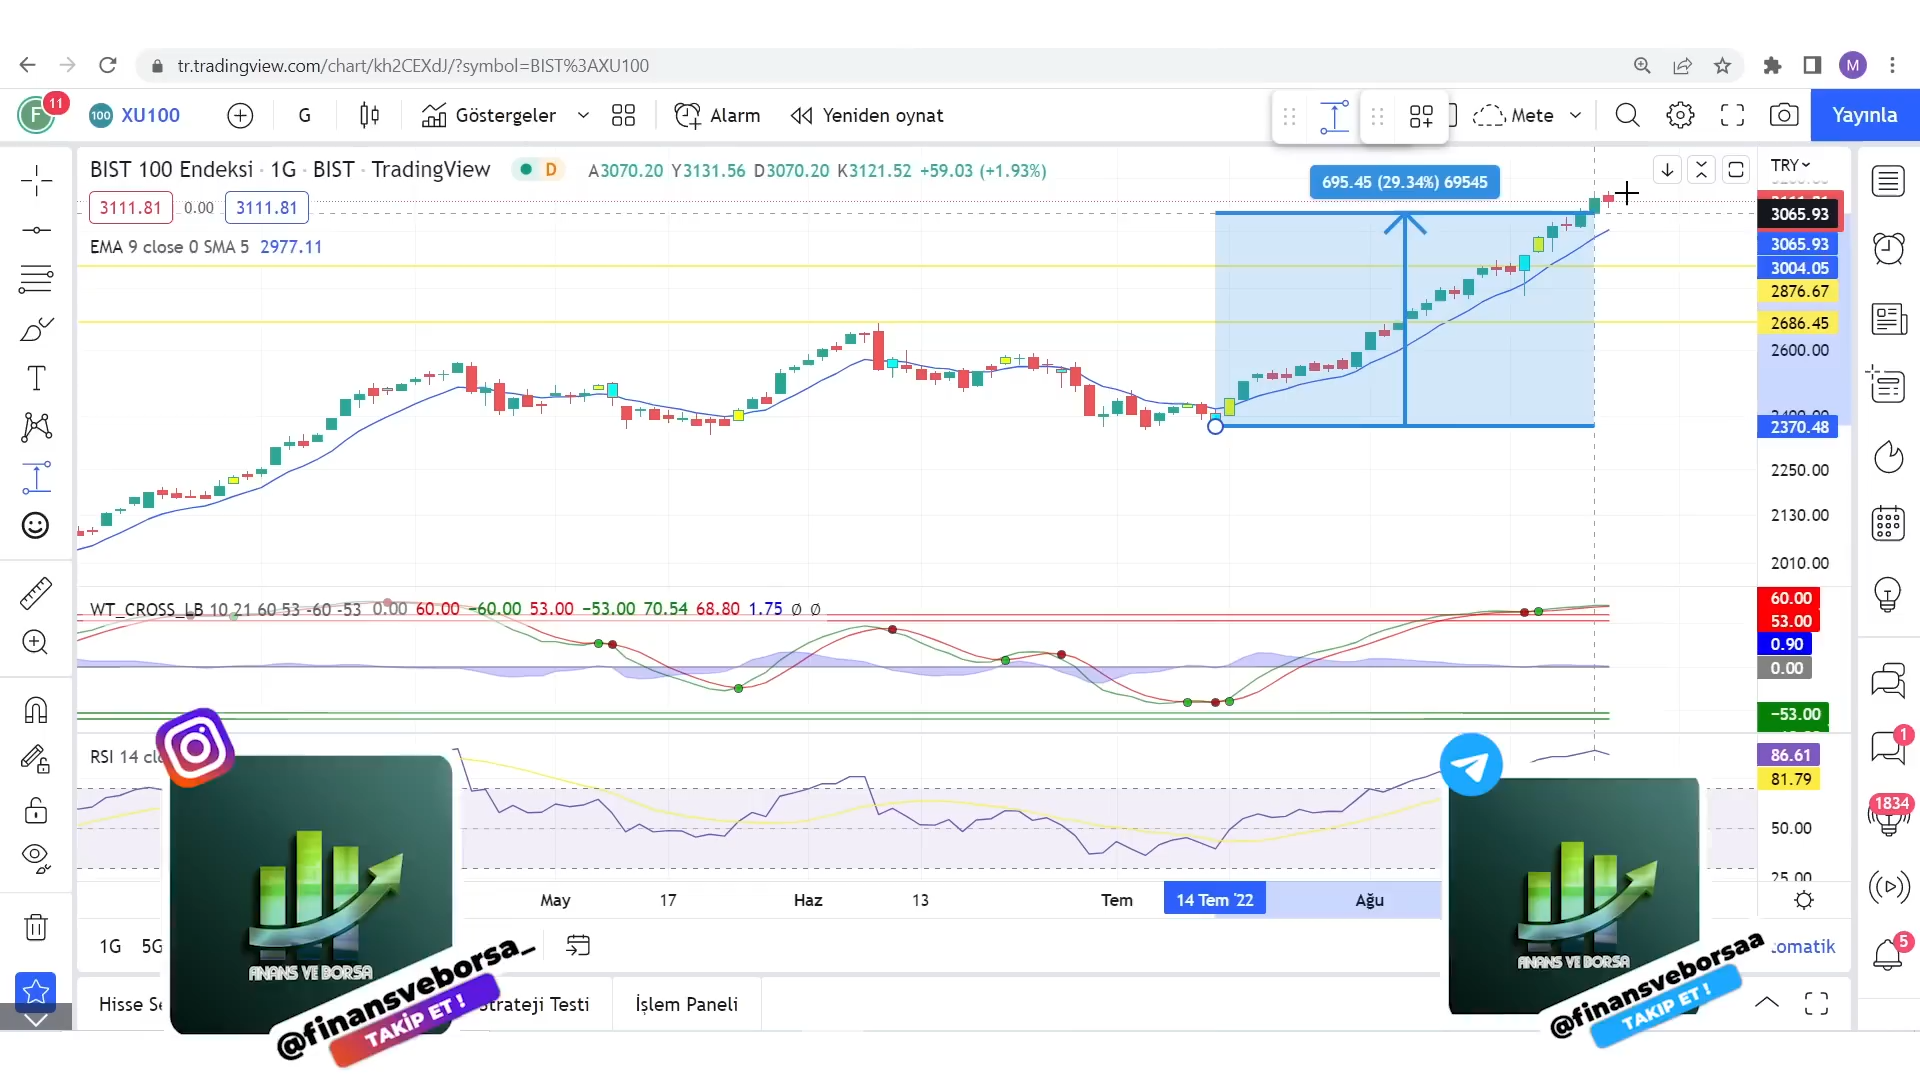 tr.tradingview.com/chart/kh2CEXdJ/?symbol=BIST%3AXU100
M
F
11
100 XU100
G
Göstergeler
Alarm
Yeniden oynat
Mete
Yayınla
BIST 100 Endeksi · 1G · BIST · TradingView
D
A3070.20 Y3131.56 D3070.20 K3121.52 +59.03 (+1.93%)
3111.81 0.00 3111.81
EMA 9 close 0 SMA 5 2977.11
695.45 (29.34%) 69545
TRY
3065.93
3065.93
3004.05
2876.67
2686.45
2600.00
2400.00
2370.48
2250.00
2130.00
2010.00
WT_CROSS_LB 10 21 60 53 -60 -53 0.00 60.00 −60.00 53.00 −53.00 70.54 68.80 1.75 ∅ ∅
60.00
53.00
0.90
0.00
−53.00
RSI 14
86.61
81.79
50.00
25.00
May
17
Haz
13
Tem
14 Tem '22
Ağu
1G
Hisse
İşlem Paneli
Testi
FİNANS VE BORSA
@finansveborsa_
TAKİP ET !
FİNANS VE BORSA
@finansveborsaa
TAKİP ET !
1
1834
5